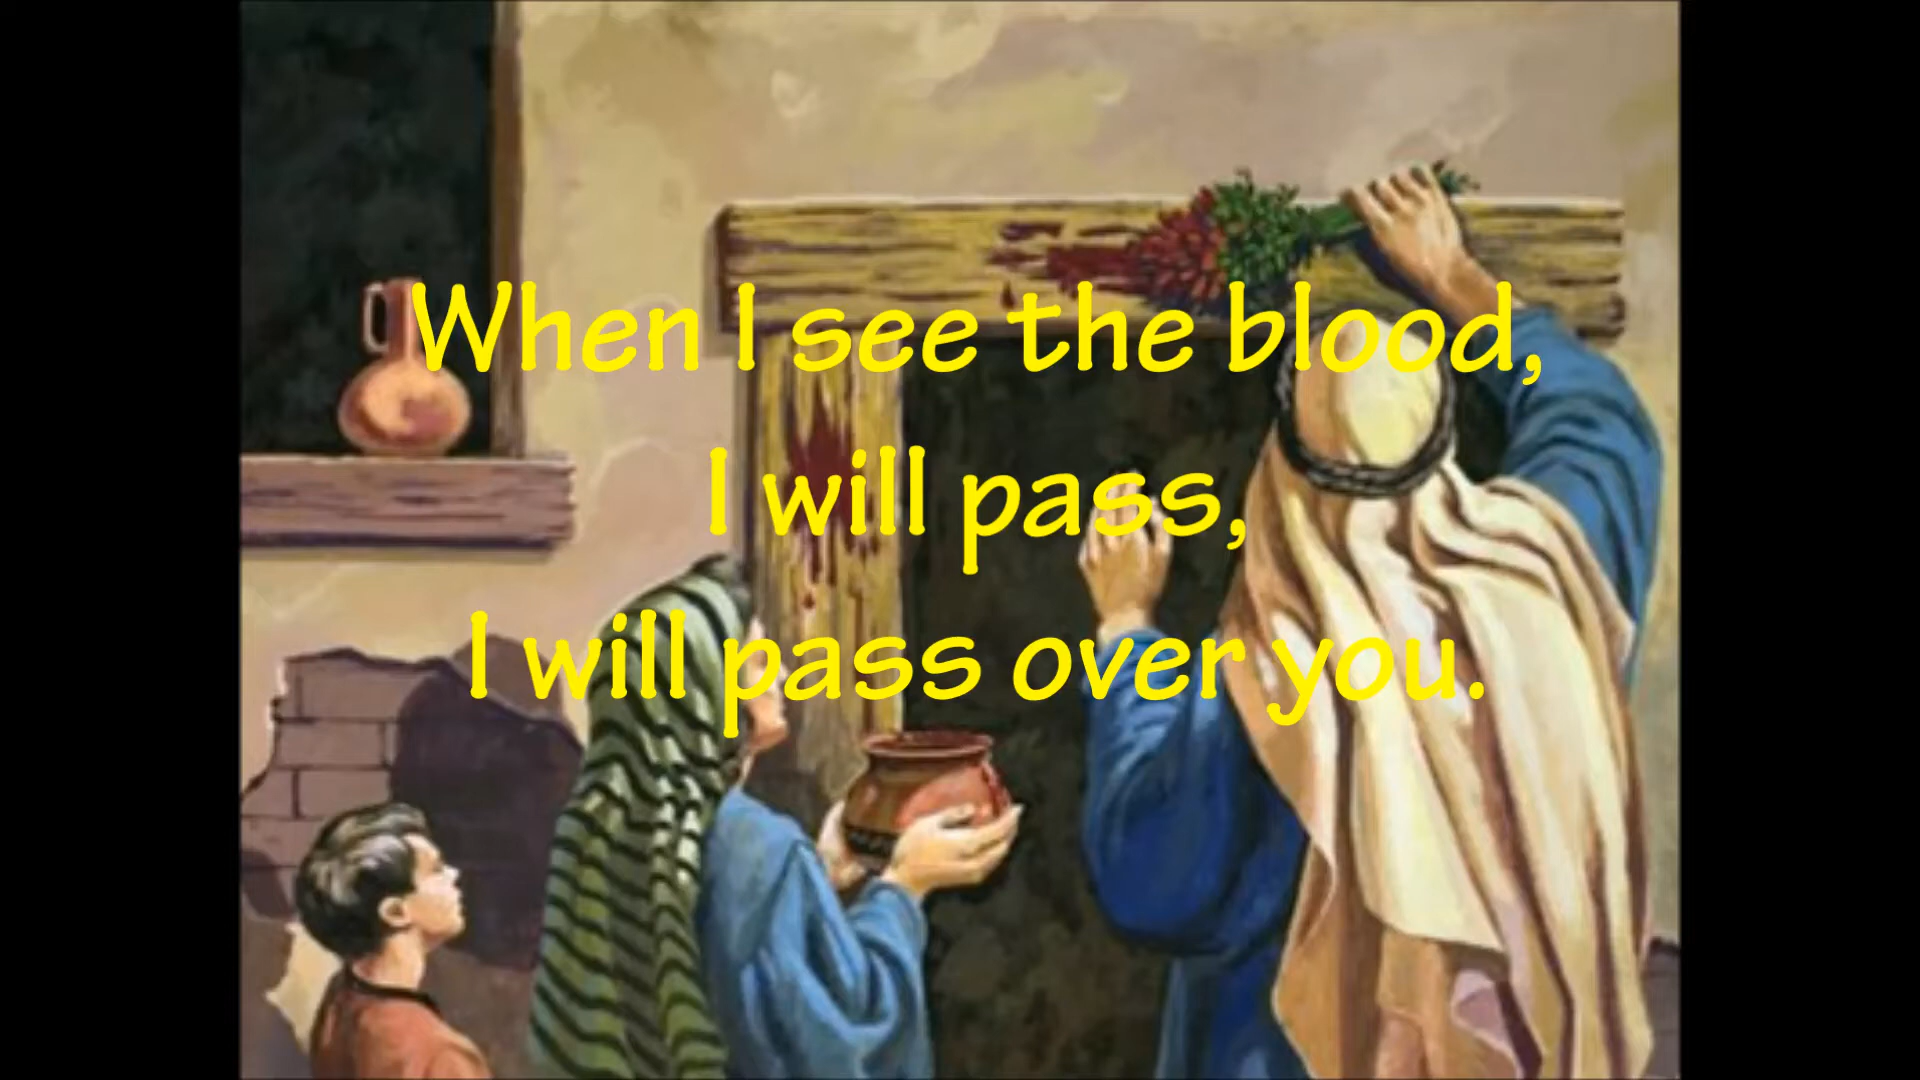 When I see the blood,
I will pass,
I will pass over you.